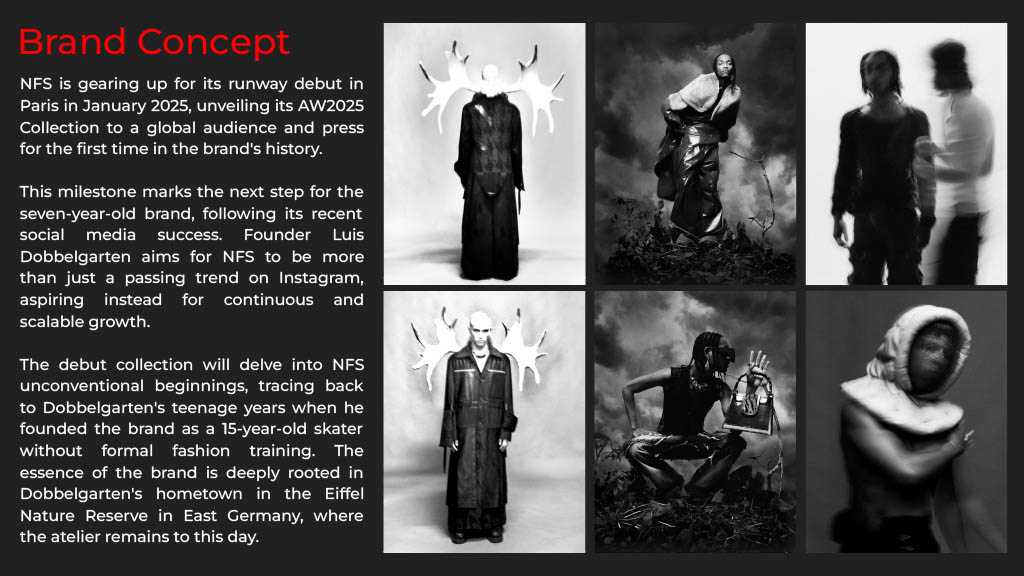 Brand Concept
NFS is gearing up for its runway debut in
Paris in January 2025, unveiling its AW2025
Collection to a global audience and press
for the first time in the brand's history.
This milestone marks the next step for the
seven-year-old brand, following its recent
social media success. Founder Luis
Dobbelgarten aims for NFS to be more
than just a passing trend on Instagram,
aspiring instead for continuous and
scalable growth.
The debut collection will delve into NFS
unconventional beginnings, tracing back
to Dobbelgarten's teenage years when he
founded the brand as a 15-year-old skater
without formal fashion training. The
essence of the brand is deeply rooted in
Dobbelgarten's hometown in the Eiffel
Nature Reserve in East Germany, where
the atelier remains to this day.